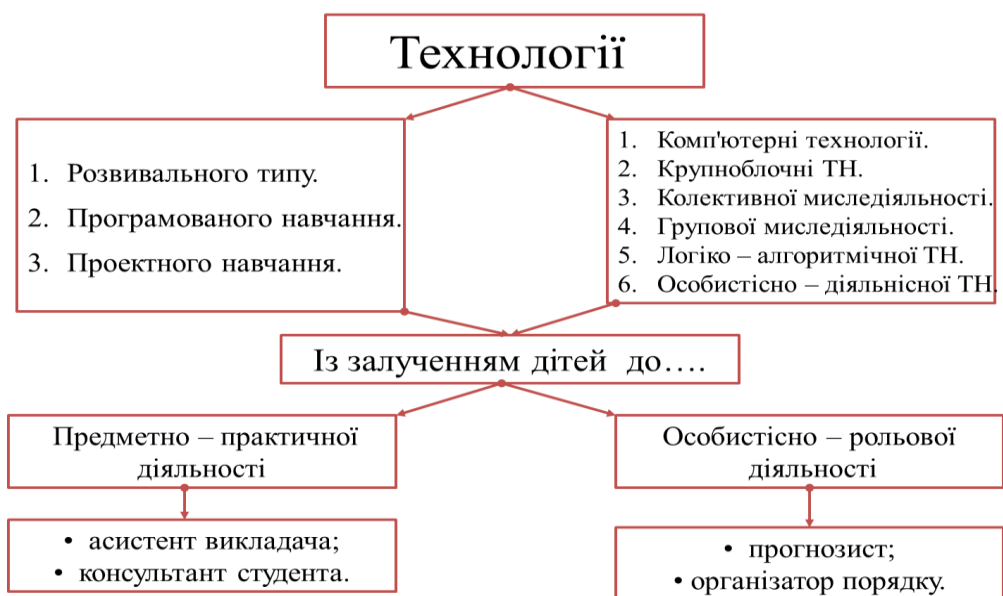 Технології
1. Розвивального типу.
2. Програмованого навчання.
3. Проектного навчання.
1. Комп'ютерні технології.
2. Крупноблочні ТН.
3. Колективної миследіяльності.
4. Групової миследіяльності.
5. Логіко – алгоритмічної ТН.
6. Особистісно – діяльнісної ТН.
Із залученням дітей до….
Предметно – практичної
діяльності
Особистісно – рольової
діяльності
• асистент викладача;
• консультант студента.
• прогнозист;
• організатор порядку.